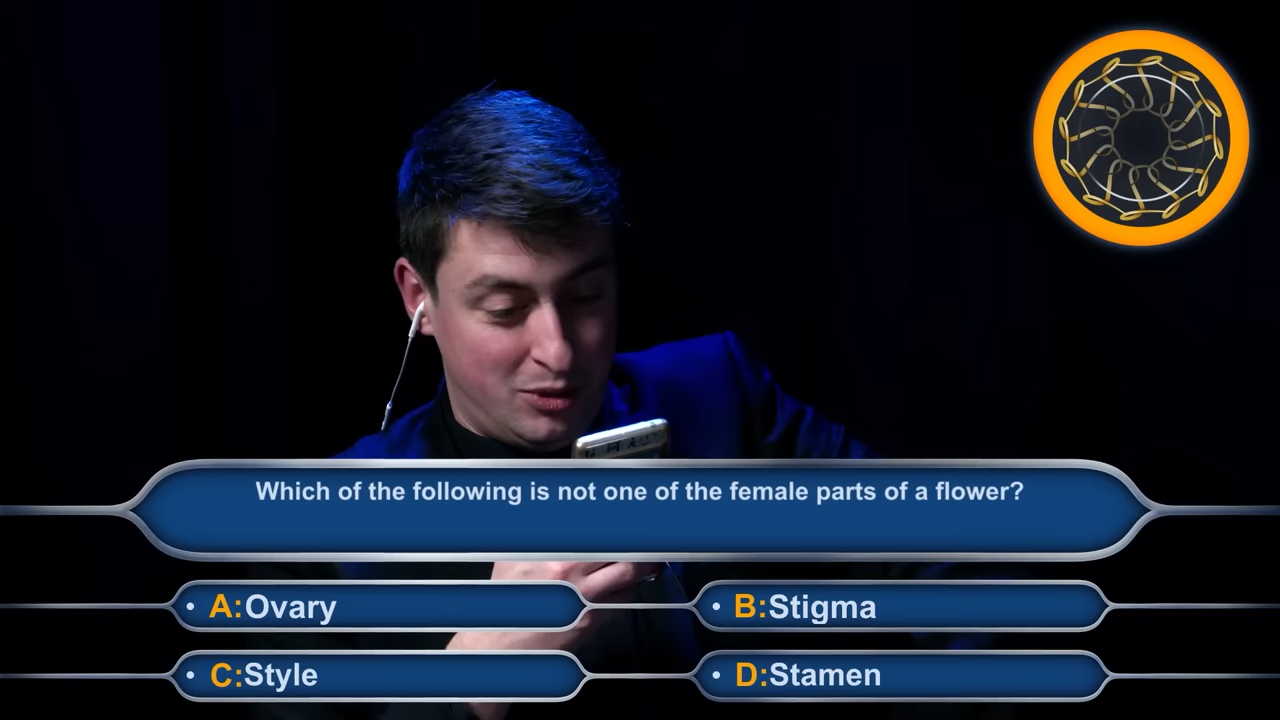 Which of the following is not one of the female parts of a flower?
• A:Ovary
• B:Stigma
• C:Style
• D:Stamen